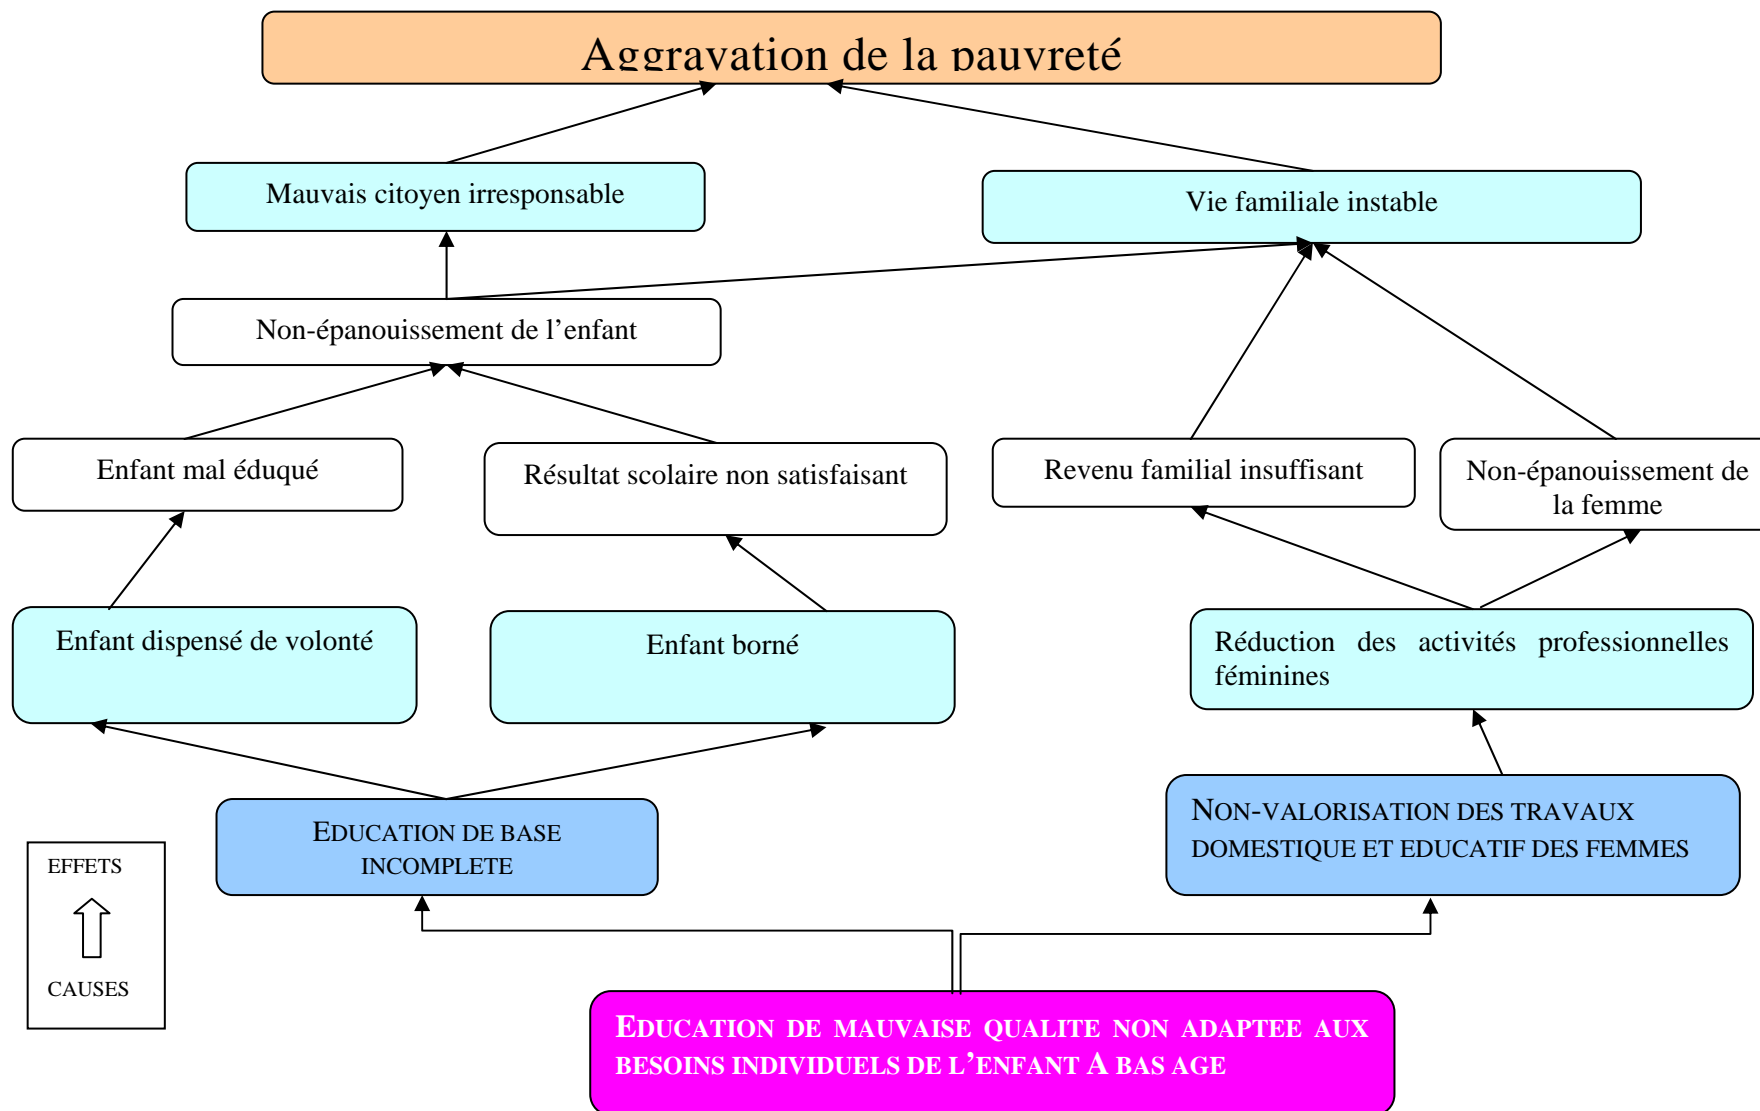 Aggravation de la pauvreté
Mauvais citoyen irresponsable
Vie familiale instable
Non-épanouissement de l’enfant
Enfant mal éduqué
Résultat scolaire non satisfaisant
Revenu familial insuffisant
Non-épanouissement de
la femme
Enfant dispensé de volonté
Enfant borné
Réduction des activités professionnelles
féminines
EDUCATION DE BASE
INCOMPLETE
NON-VALORISATION DES TRAVAUX
DOMESTIQUE ET EDUCATIF DES FEMMES
EFFETS
CAUSES
EDUCATION DE MAUVAISE QUALITE NON ADAPTEE AUX
BESOINS INDIVIDUELS DE L’ENFANT A BAS AGE